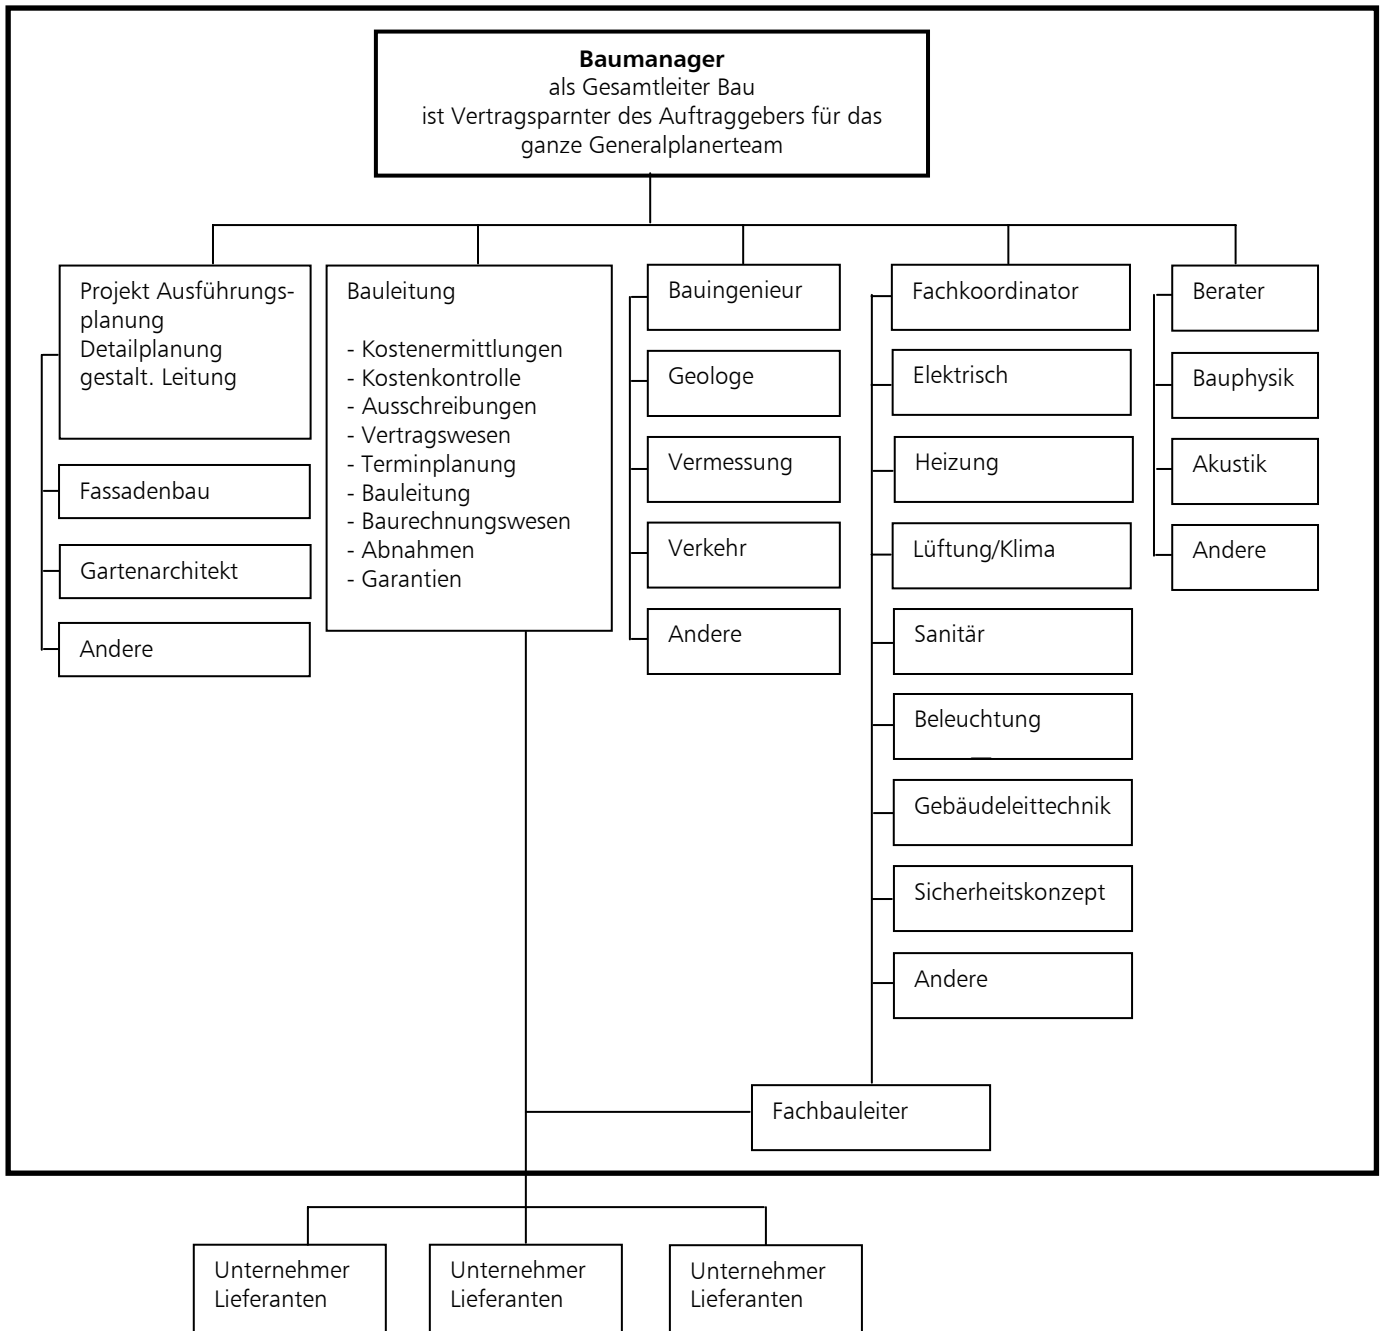 Baumanager
als Gesamtleiter Bau
ist Vertragsparnter des Auftraggebers für das
ganze Generalplanerteam
Projekt Ausführungs-
planung
Detailplanung
gestalt. Leitung
Fassadenbau
Gartenarchitekt
Andere
Bauleitung
- Kostenermittlungen
- Kostenkontrolle
- Ausschreibungen
- Vertragswesen
- Terminplanung
- Bauleitung
- Baurechnungswesen
- Abnahmen
- Garantien
Bauingenieur
Geologe
Vermessung
Verkehr
Andere
Fachkoordinator
Elektrisch
Heizung
Lüftung/Klima
Sanitär
Beleuchtung
Gebäudeleittechnik
Sicherheitskonzept
Andere
Berater
Bauphysik
Akustik
Andere
Fachbauleiter
Unternehmer
Lieferanten
Unternehmer
Lieferanten
Unternehmer
Lieferanten